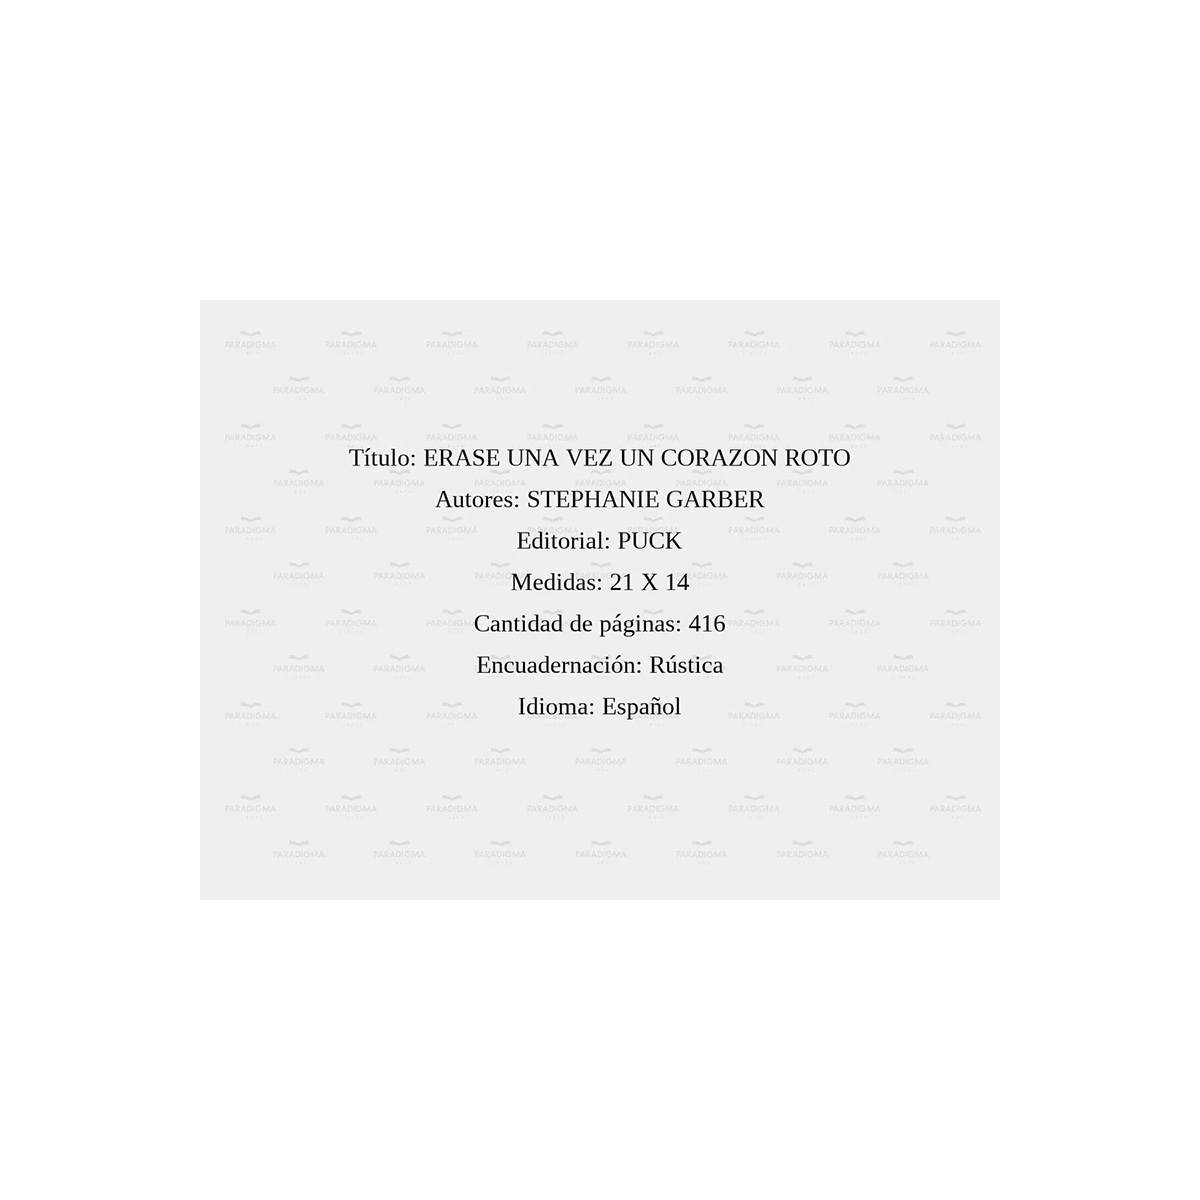 Título: ERASE UNA VEZ UN CORAZON ROTO
Autores: STEPHANIE GARBER
Editorial: PUCK
Medidas: 21 X 14
Cantidad de páginas: 416
Encuadernación: Rústica
Idioma: Español
PARADIGMA